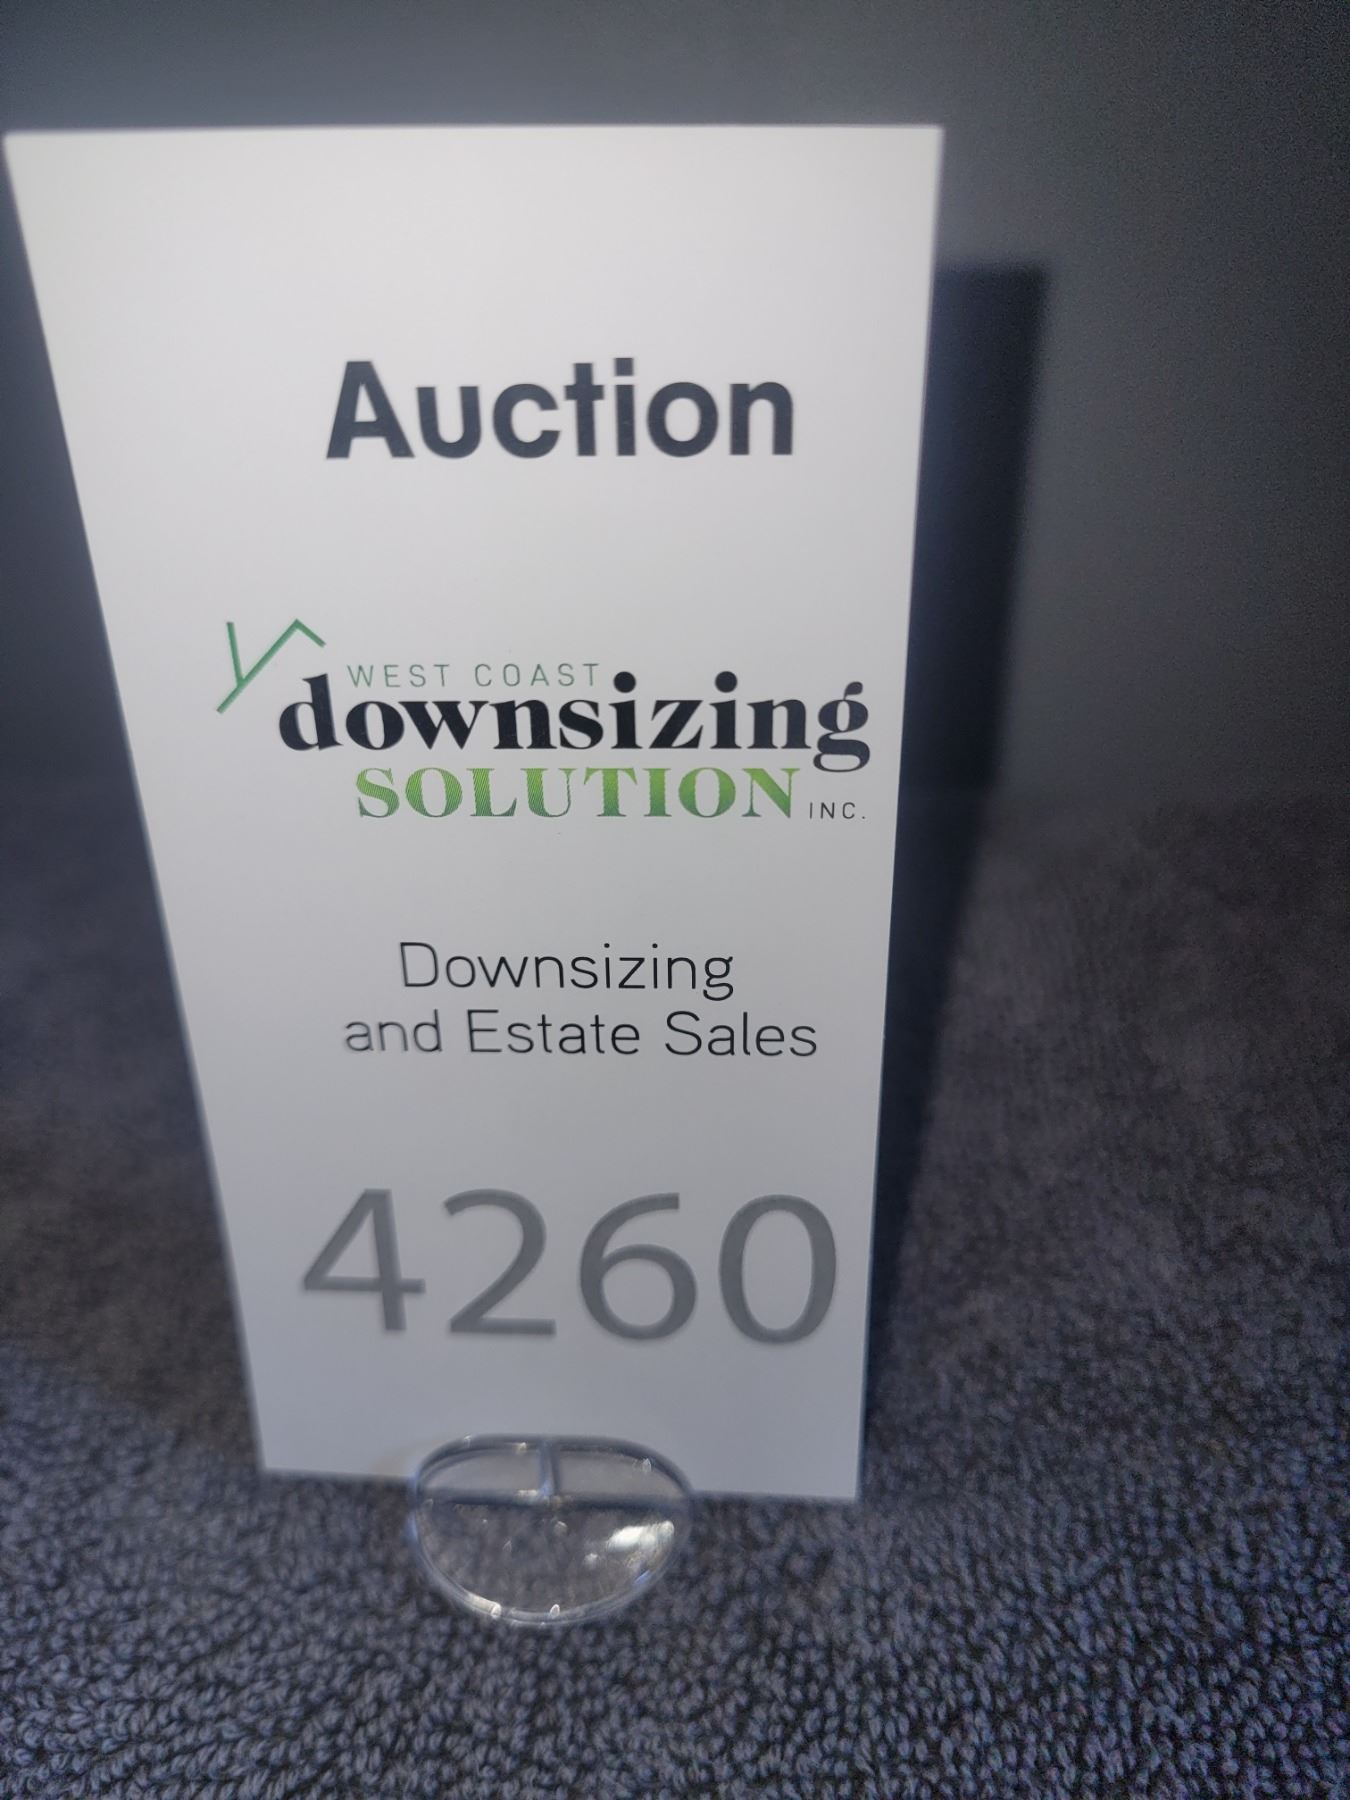 Auction
WEST COAST
downsizing
SOLUTION INC.
Downsizing
and Estate Sales
4260